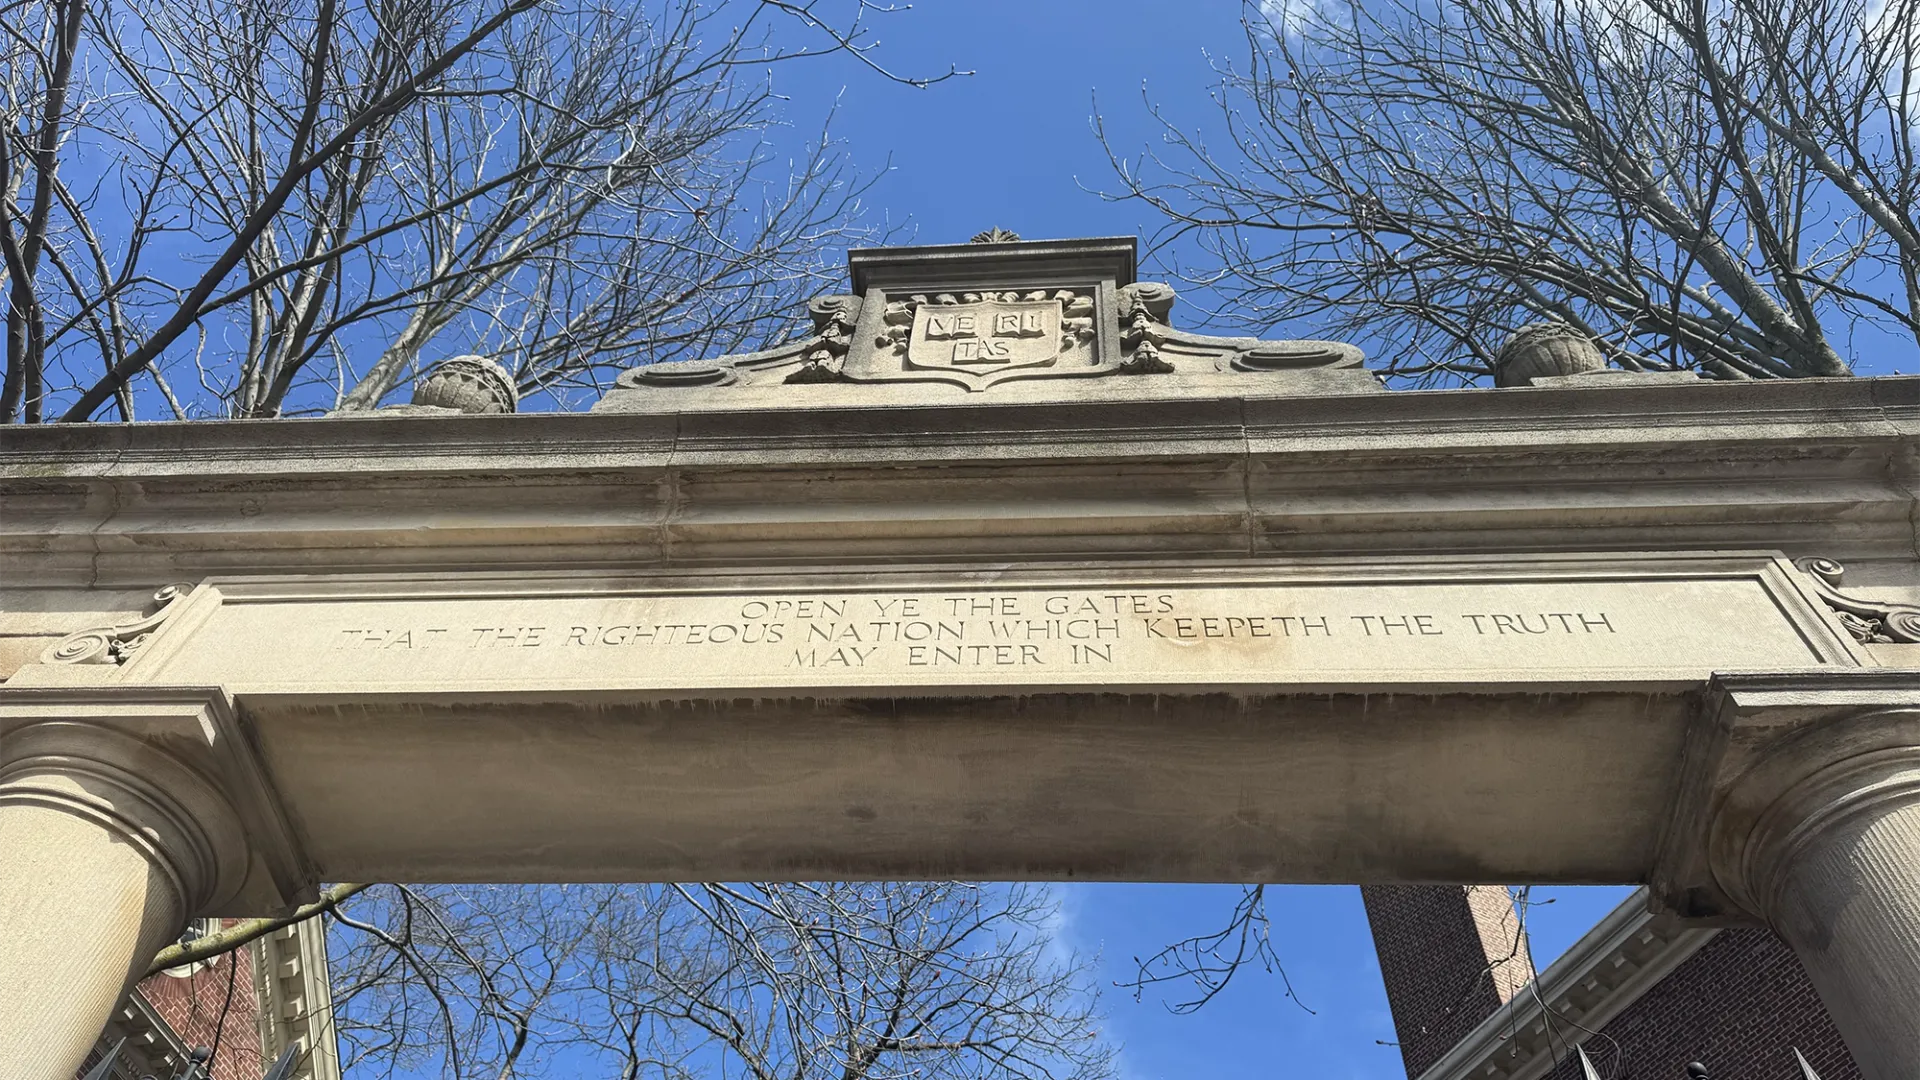 VE RI
TAS
OPEN YE THE GATES
THAT THE RIGHTEOUS NATION WHICH KEEPETH THE TRUTH
MAY ENTER IN